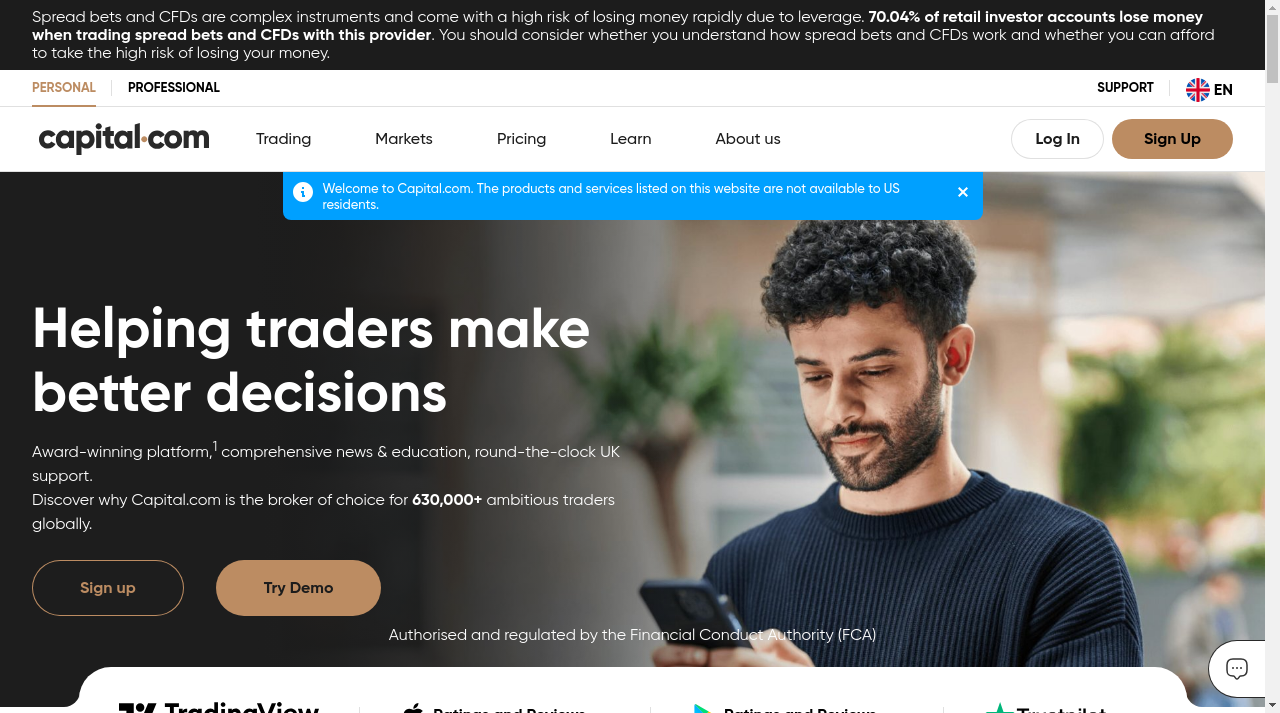 Spread bets and CFDs are complex instruments and come with a high risk of losing money rapidly due to leverage. 70.04% of retail investor accounts lose money
when trading spread bets and CFDs with this provider. You should consider whether you understand how spread bets and CFDs work and whether you can afford
to take the high risk of losing your money.
PERSONAL PROFESSIONAL SUPPORT EN
capital.com Trading Markets Pricing Learn About us Log In Sign Up
Welcome to Capital.com. The products and services listed on this website are not available to US
residents.
Helping traders make
better decisions
Award-winning platform,1 comprehensive news & education, round-the-clock UK
support.
Discover why Capital.com is the broker of choice for 630,000+ ambitious traders
globally.
Sign up Try Demo
Authorised and regulated by the Financial Conduct Authority (FCA)
TradingView Ratings and Reviews Ratings and Reviews Trustpilot